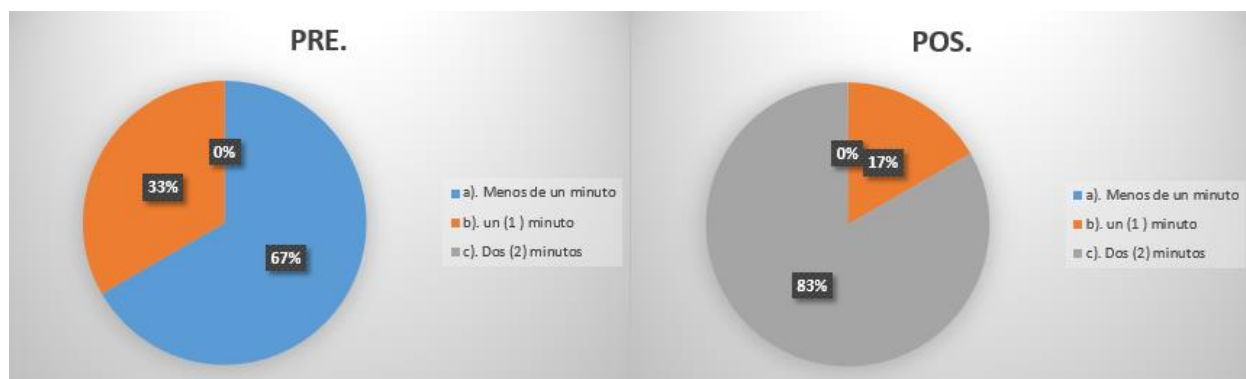 PRE.
0%
33%
67%
a). Menos de un minuto
b). un (1 ) minuto
c). Dos (2) minutos
POS.
0%
17%
83%
a). Menos de un minuto
b). un (1 ) minuto
c). Dos (2) minutos